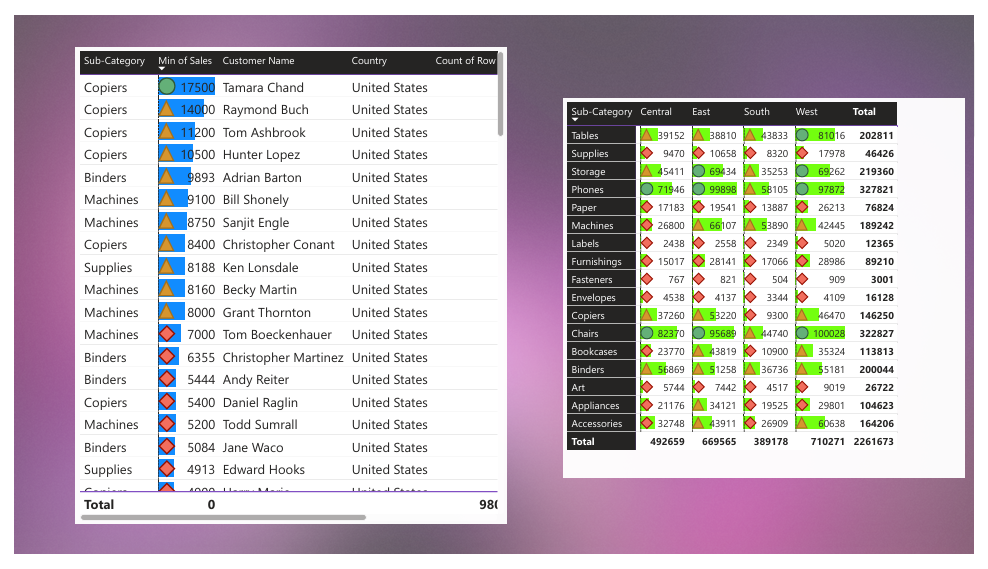 Sub-Category Min of Sales Customer Name Country Count of Row
Copiers 17500 Tamara Chand United States
Copiers 14000 Raymond Buch United States
Copiers 11200 Tom Ashbrook United States
Copiers 10500 Hunter Lopez United States
Binders 9893 Adrian Barton United States
Machines 9100 Bill Shonely United States
Machines 8750 Sanjit Engle United States
Copiers 8400 Christopher Conant United States
Supplies 8188 Ken Lonsdale United States
Machines 8160 Becky Martin United States
Machines 8000 Grant Thornton United States
Machines 7000 Tom Boeckenhauer United States
Binders 6355 Christopher Martinez United States
Binders 5444 Andy Reiter United States
Copiers 5400 Daniel Raglin United States
Machines 5200 Todd Sumrall United States
Binders 5084 Jane Waco United States
Supplies 4913 Edward Hooks United States
Total 0 980
Sub-Category Central East South West Total
Tables 39152 38810 43833 81016 202811
Supplies 9470 10658 8320 17978 46426
Storage 45411 69434 35253 69262 219360
Phones 71946 99898 58105 97872 327821
Paper 17183 19541 13887 26213 76824
Machines 26800 66107 53890 42445 189242
Labels 2438 2558 2349 5020 12365
Furnishings 15017 28141 17066 28986 89210
Fasteners 767 821 504 909 3001
Envelopes 4538 4137 3344 4109 16128
Copiers 37260 53220 9300 46470 146250
Chairs 82370 95689 44740 100028 322827
Bookcases 23770 43819 10900 35324 113813
Binders 56869 51258 36736 55181 200044
Art 5744 7442 4517 9019 26722
Appliances 21176 34121 19525 29801 104623
Accessories 32748 43911 26909 60638 164206
Total 492659 669565 389178 710271 2261673